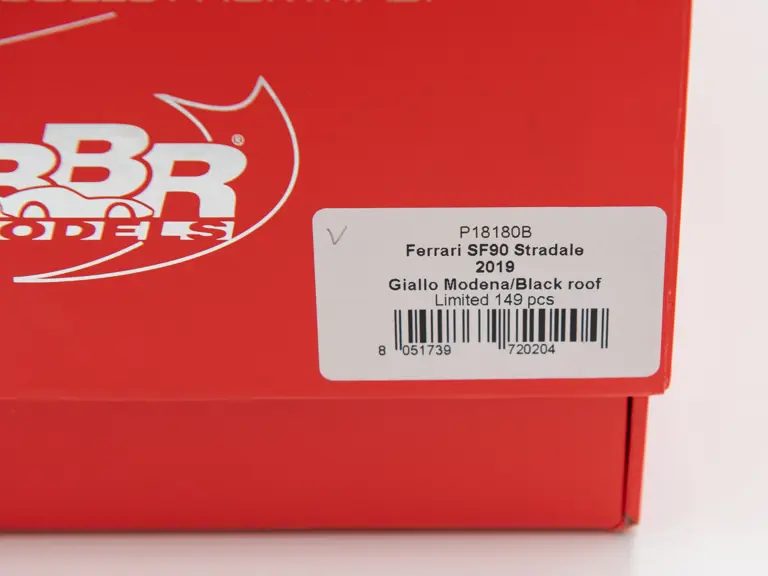 BBR®
MODELS
P18180B
Ferrari SF90 Stradale
2019
Giallo Modena/Black roof
Limited 149 pcs
8 051739 720204